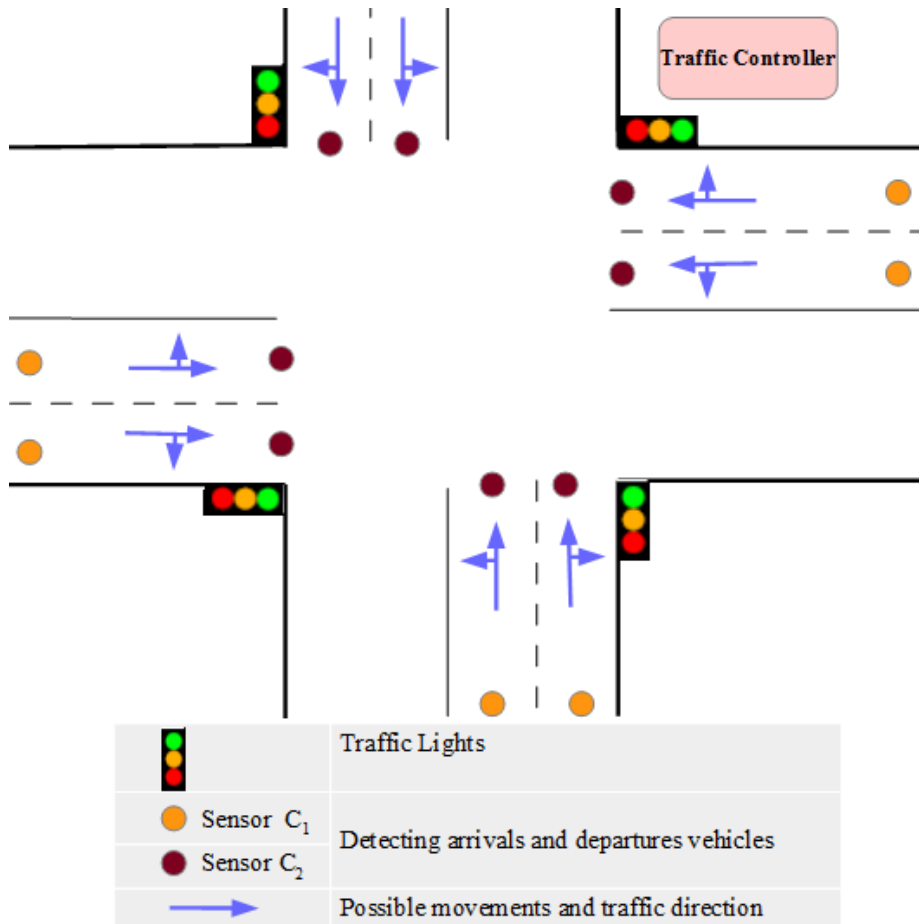 Traffic Controller
Traffic Lights
Sensor C₁
Detecting arrivals and departures vehicles
Sensor C₂
Possible movements and traffic direction